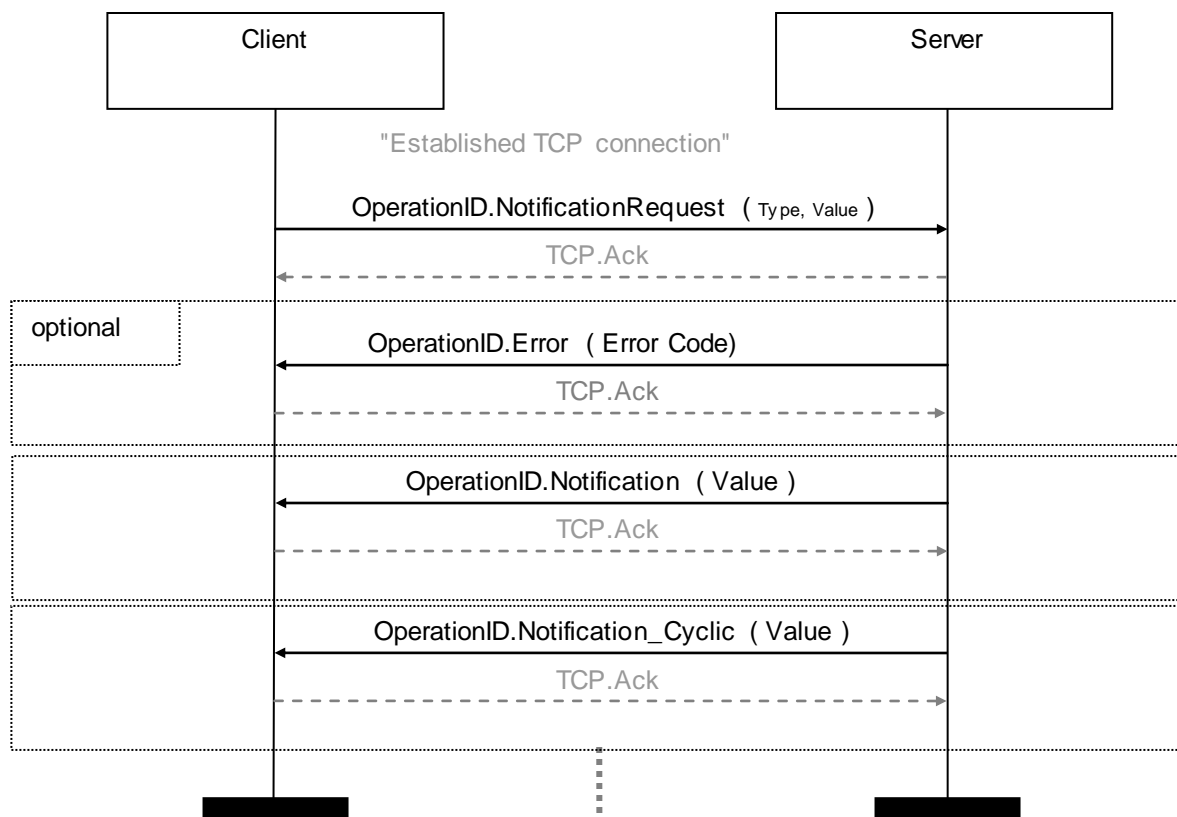 Client
Server
"Established TCP connection"
OperationID.NotificationRequest ( Type, Value )
TCP.Ack
optional
OperationID.Error ( Error Code)
TCP.Ack
OperationID.Notification ( Value )
TCP.Ack
OperationID.Notification_Cyclic ( Value )
TCP.Ack